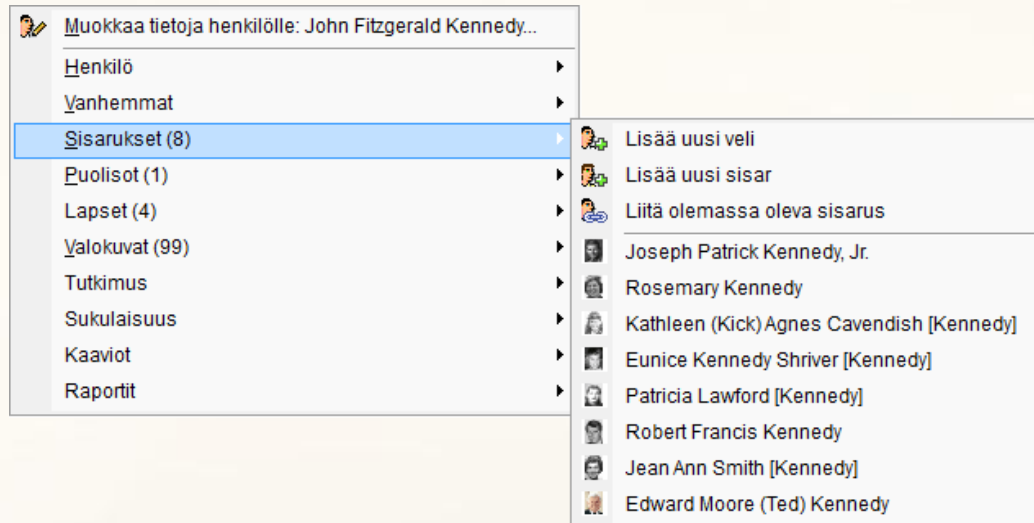 Muokkaa tietoja henkilölle: John Fitzgerald Kennedy...
Henkilö
Vanhemmat
Sisarukset (8)
Puolisot (1)
Lapset (4)
Valokuvat (99)
Tutkimus
Sukulaisuus
Kaaviot
Raportit
Lisää uusi veli
Lisää uusi sisar
Liitä olemassa oleva sisarus
Joseph Patrick Kennedy, Jr.
Rosemary Kennedy
Kathleen (Kick) Agnes Cavendish [Kennedy]
Eunice Kennedy Shriver [Kennedy]
Patricia Lawford [Kennedy]
Robert Francis Kennedy
Jean Ann Smith [Kennedy]
Edward Moore (Ted) Kennedy